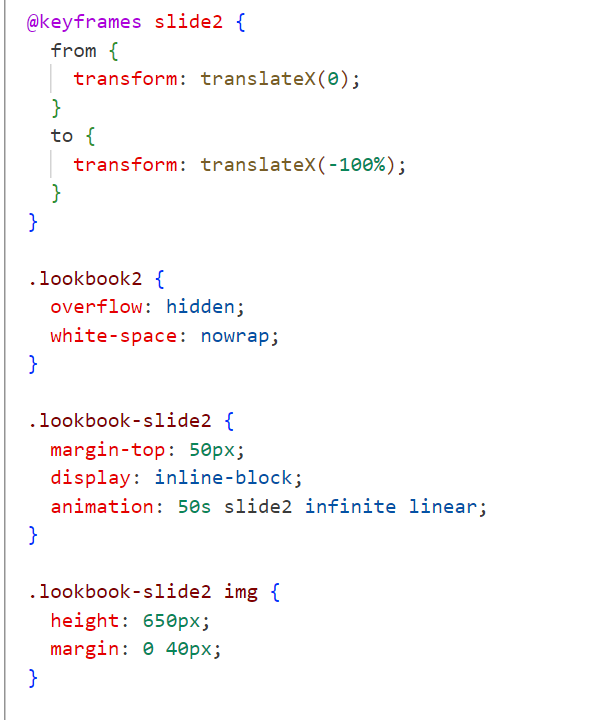 @keyframes slide2 {
  from {
    transform: translateX(0);
  }
  to {
    transform: translateX(-100%);
  }
}

.lookbook2 {
  overflow: hidden;
  white-space: nowrap;
}

.lookbook-slide2 {
  margin-top: 50px;
  display: inline-block;
  animation: 50s slide2 infinite linear;
}

.lookbook-slide2 img {
  height: 650px;
  margin: 0 40px;
}